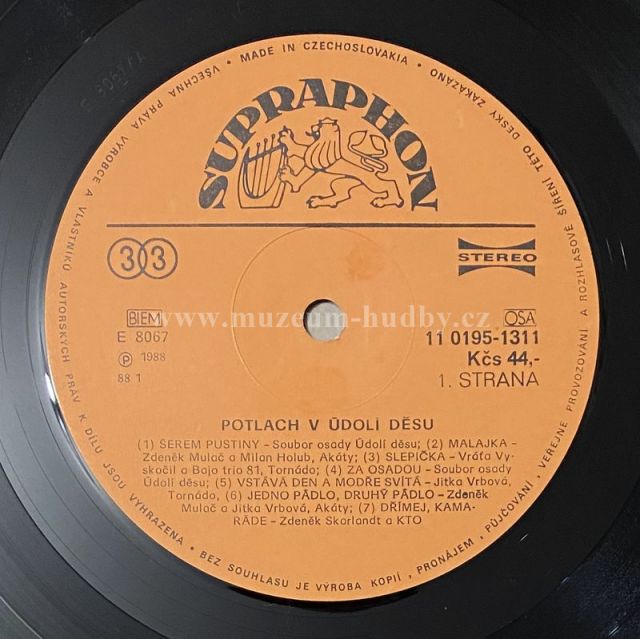 VŠECHNA PRÁVA VÝROBCE A VLASTNÍKŮ AUTORSKÝCH PRÁV K DÍLU JSOU VYHRAZENA • BEZ SOUHLASU JE VÝROBA KOPIÍ, PRONÁJEM, PŮJČOVÁNÍ, VEŘEJNÉ PROVOZOVÁNÍ A ROZHLASOVÉ ŠÍŘENÍ TÉTO DESKY ZAKÁZÁNO • MADE IN CZECHOSLOVAKIA •
SUPRAPHON
33
STEREO
BIEM
OSA
www.muzeum-hudby.cz
E 8067
11 0195-1311
Ⓟ 1988
Kčs 44,-
88 1
1. STRANA
POTLACH V ÚDOLÍ DĚSU
(1) ŠEREM PUSTINY – Soubor osady Údolí děsu; (2) MALAJKA –
Zdeněk Mulač a Milan Holub, Akáty; (3) SLEPIČKA – Vráťa Vy-
skočil a Bajo trio 81, Tornádo; (4) ZA OSADOU – Soubor osady
Údolí děsu; (5) VSTÁVÁ DEN A MODŘE SVÍTÁ – Jitka Vrbová,
Tornádo, (6) JEDNO PÁDLO, DRUHÝ PÁDLO – Zdeněk
Mulač a Jitka Vrbová, Akáty; (7) DŘÍMEJ, KAMA-
RÁDE – Zdeněk Skarlandt a KTO